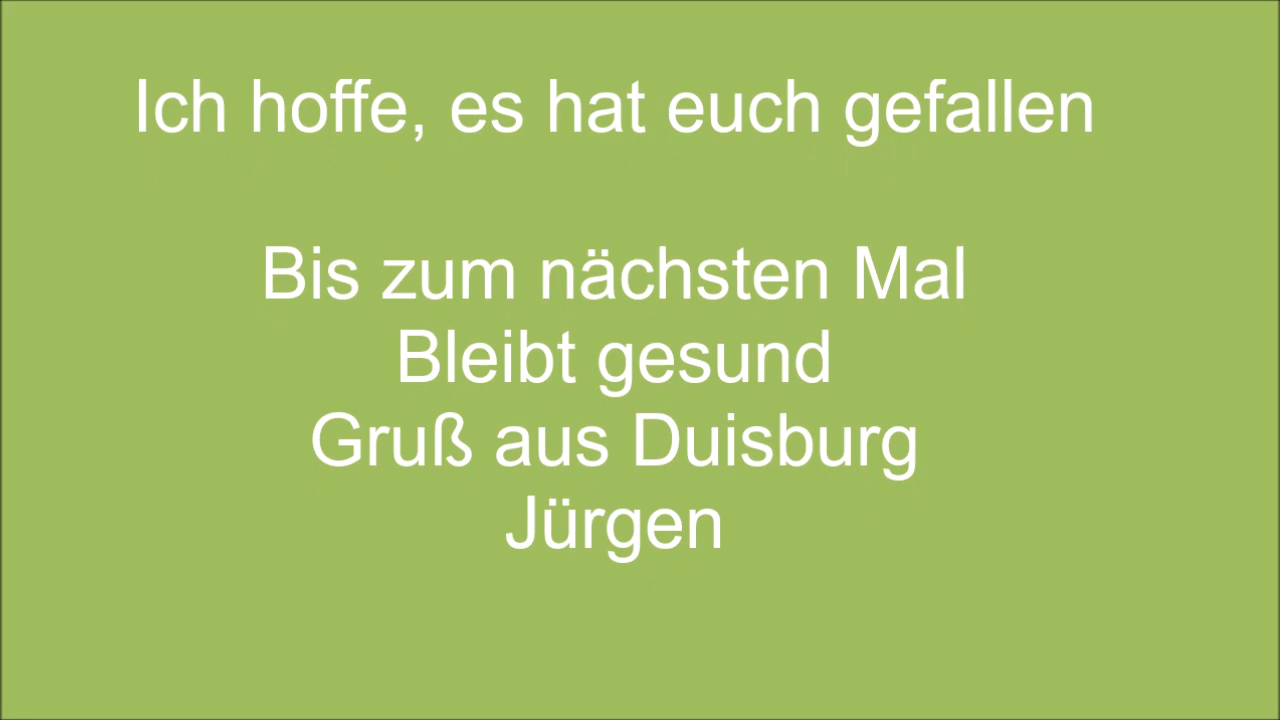 Ich hoffe, es hat euch gefallen
Bis zum nächsten Mal
Bleibt gesund
Gruß aus Duisburg
Jürgen